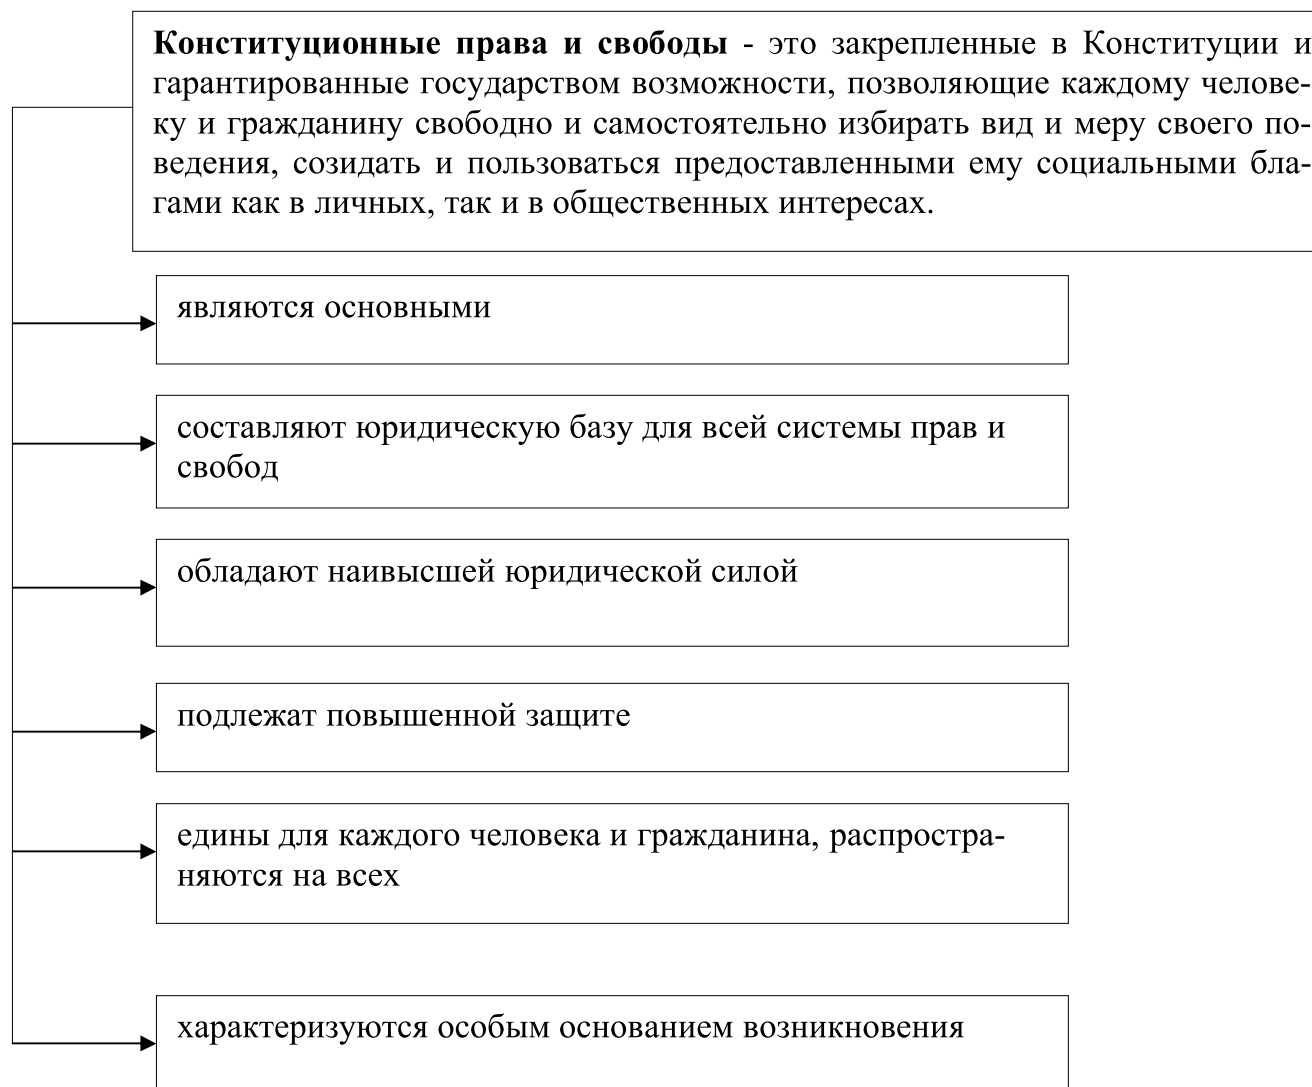 Конституционные права и свободы - это закрепленные в Конституции и
гарантированные государством возможности, позволяющие каждому челове-
ку и гражданину свободно и самостоятельно избирать вид и меру своего по-
ведения, созидать и пользоваться предоставленными ему социальными бла-
гами как в личных, так и в общественных интересах.
являются основными
составляют юридическую базу для всей системы прав и
свобод
обладают наивысшей юридической силой
подлежат повышенной защите
едины для каждого человека и гражданина, распростра-
няются на всех
характеризуются особым основанием возникновения